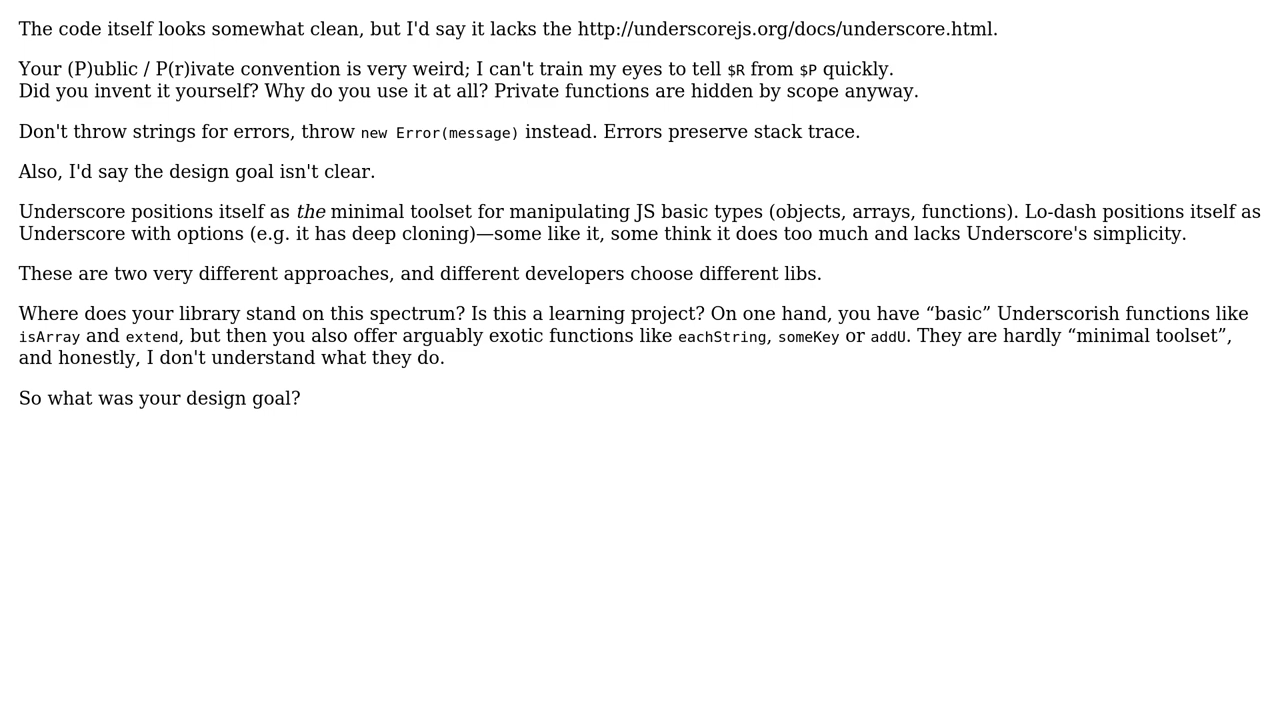 The code itself looks somewhat clean, but I'd say it lacks the http://underscorejs.org/docs/underscore.html.
Your (P)ublic / P(r)ivate convention is very weird; I can't train my eyes to tell $R from $P quickly.
Did you invent it yourself? Why do you use it at all? Private functions are hidden by scope anyway.
Don't throw strings for errors, throw new Error(message) instead. Errors preserve stack trace.
Also, I'd say the design goal isn't clear.
Underscore positions itself as the minimal toolset for manipulating JS basic types (objects, arrays, functions). Lo-dash positions itself as
Underscore with options (e.g. it has deep cloning)—some like it, some think it does too much and lacks Underscore's simplicity.
These are two very different approaches, and different developers choose different libs.
Where does your library stand on this spectrum? Is this a learning project? On one hand, you have “basic” Underscorish functions like
isArray and extend, but then you also offer arguably exotic functions like eachString, someKey or addU. They are hardly “minimal toolset”,
and honestly, I don't understand what they do.
So what was your design goal?